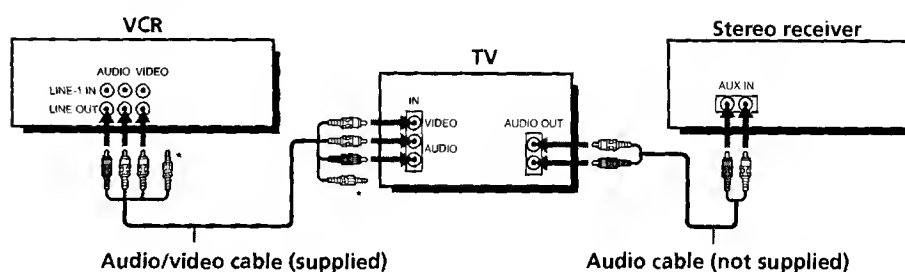 VCR
AUDIO VIDEO
LINE-1 IN
LINE OUT
*
TV
IN
VIDEO
AUDIO
AUDIO OUT
*
Stereo receiver
AUX IN
Audio/video cable (supplied)
Audio cable (not supplied)